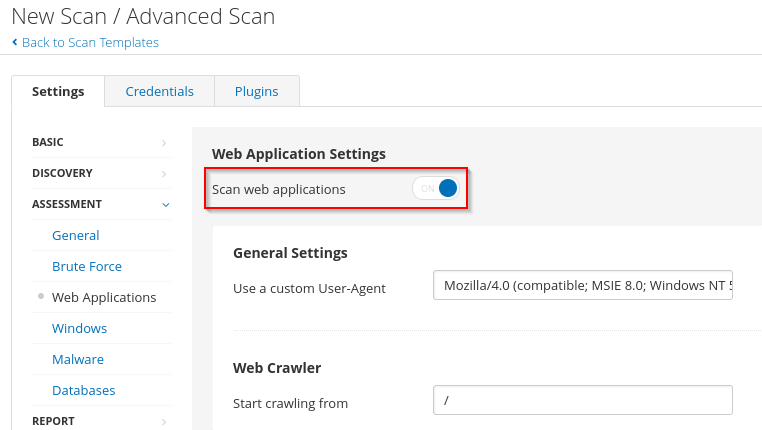 New Scan / Advanced Scan
Back to Scan Templates
Settings
Credentials
Plugins
BASIC
DISCOVERY
ASSESSMENT
General
Brute Force
Web Applications
Windows
Malware
Databases
REPORT
Web Application Settings
Scan web applications ON
General Settings
Use a custom User-Agent Mozilla/4.0 (compatible; MSIE 8.0; Windows NT 5
Web Crawler
Start crawling from /